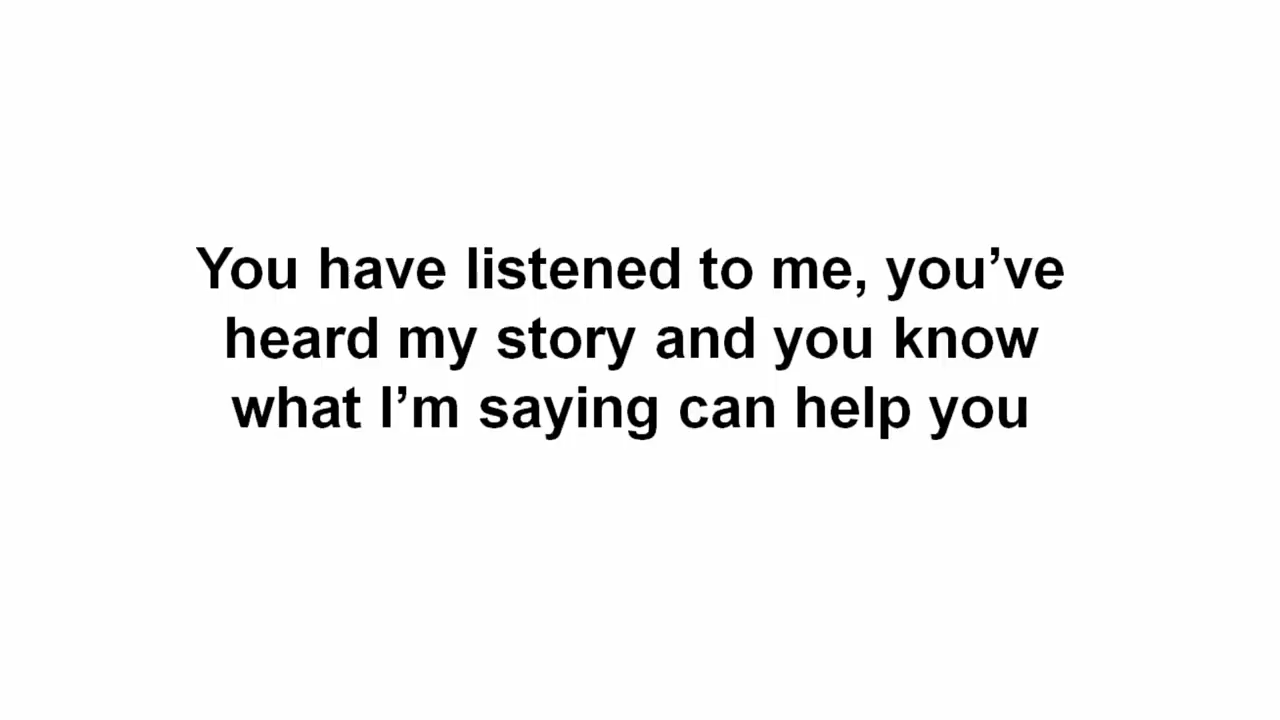 You have listened to me, you’ve
heard my story and you know
what I’m saying can help you